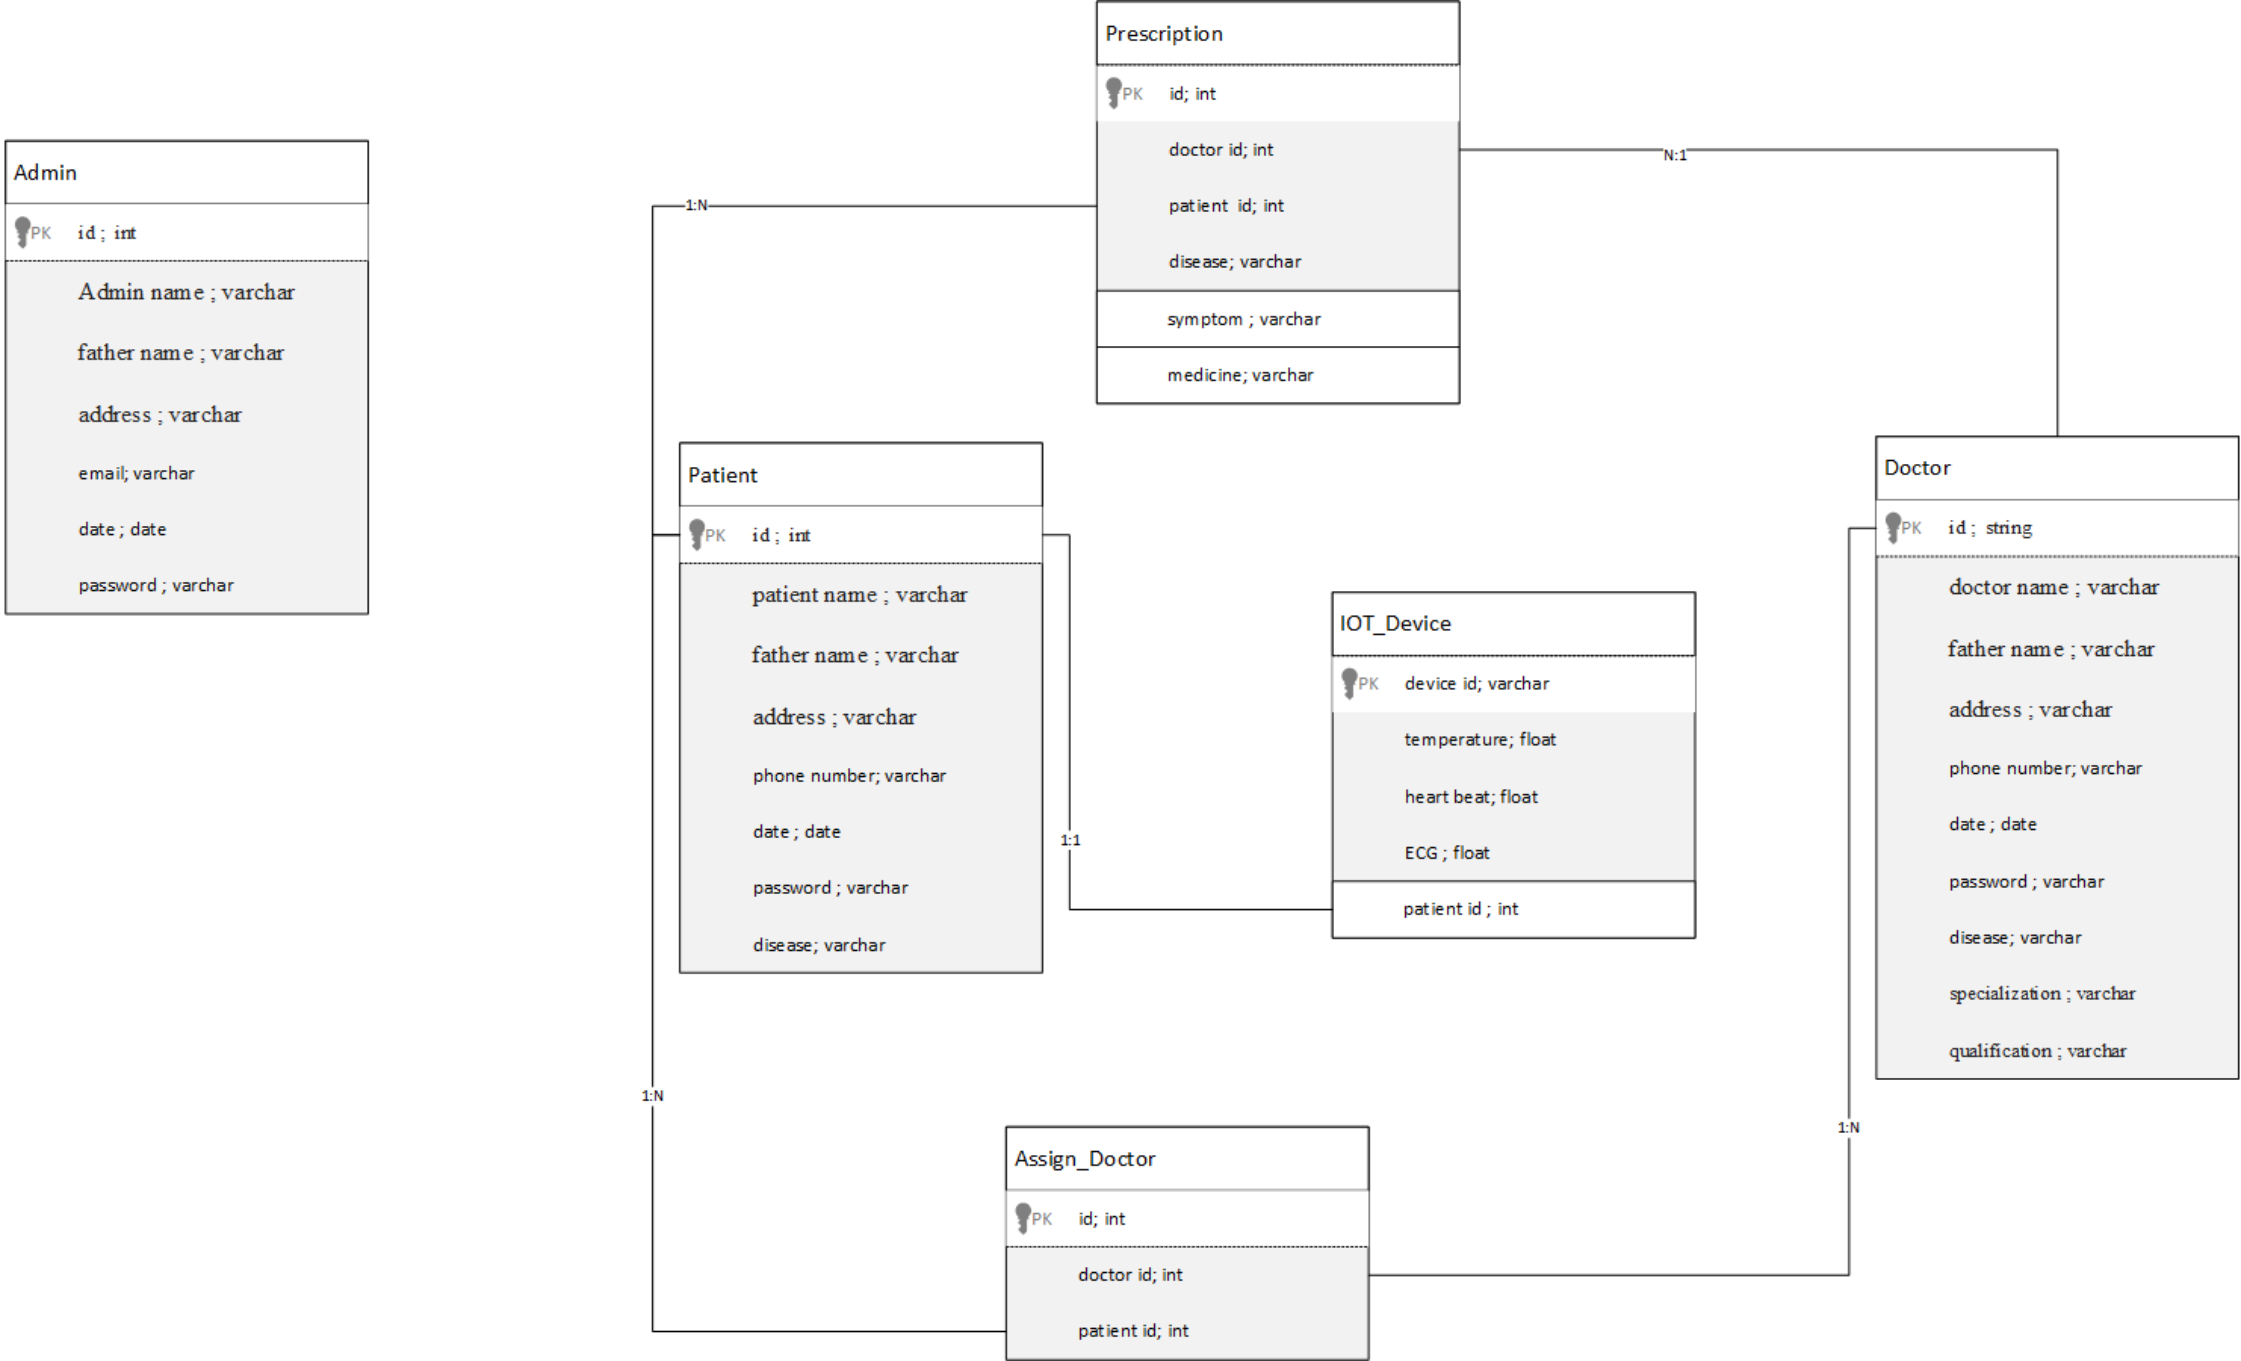 Prescription
PK id; int
doctor id; int
patient id; int
disease; varchar
symptom ; varchar
medicine; varchar
N:1
1:N
Admin
PK id ; int
Admin name ; varchar
father name ; varchar
address ; varchar
email; varchar
date ; date
password ; varchar
Patient
PK id ; int
patient name ; varchar
father name ; varchar
address ; varchar
phone number; varchar
date ; date
password ; varchar
disease; varchar
1:1
IOT_Device
PK device id; varchar
temperature; float
heart beat; float
ECG ; float
patient id ; int
Doctor
PK id ; string
doctor name ; varchar
father name ; varchar
address ; varchar
phone number; varchar
date ; date
password ; varchar
disease; varchar
specialization ; varchar
qualification ; varchar
1:N
1:N
Assign_Doctor
PK id; int
doctor id; int
patient id; int